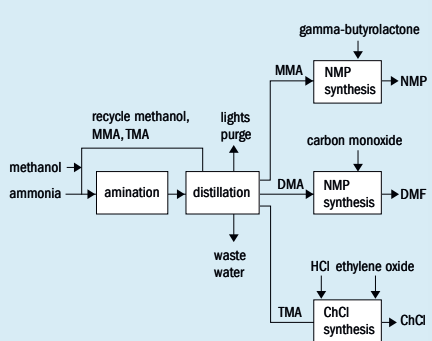 gamma-butyrolactone
MMA
NMP
synthesis
NMP
recycle methanol,
MMA, TMA
lights
purge
carbon monoxide
methanol
ammonia
amination
distillation
DMA
NMP
synthesis
DMF
waste
water
HCl ethylene oxide
TMA
ChCl
synthesis
ChCl